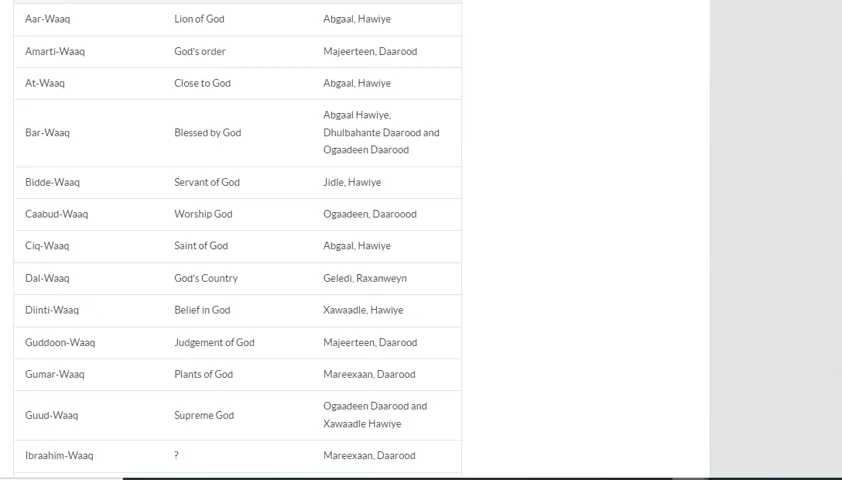 Aar-Waaq Lion of God Abgaal, Hawiye
Amarti-Waaq God's order Majeerteen, Daarood
At-Waaq Close to God Abgaal, Hawiye
Bar-Waaq Blessed by God Abgaal Hawiye,
Dhulbahante Daarood and
Ogaadeen Daarood
Bidde-Waaq Servant of God Jidle, Hawiye
Caabud-Waaq Worship God Ogaadeen, Daaroood
Ciq-Waaq Saint of God Abgaal, Hawiye
Dal-Waaq God's Country Geledi, Raxanweyn
Diinti-Waaq Belief in God Xawaadle, Hawiye
Guddoon-Waaq Judgement of God Majeerteen, Daarood
Gumar-Waaq Plants of God Mareexaan, Daarood
Guud-Waaq Supreme God Ogaadeen Daarood and
Xawaadle Hawiye
Ibraahim-Waaq ? Mareexaan, Daarood